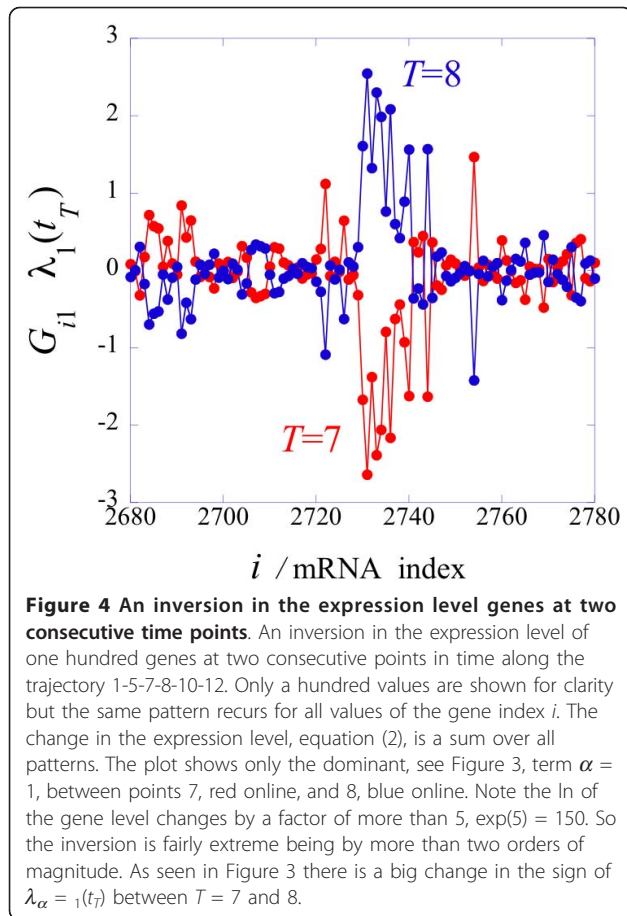 3
2
1
0
-1
-2
-3
G_{i1} λ_1(t_T)
T=8
T=7
2680 2700 2720 2740 2760 2780
i / mRNA index
Figure 4 An inversion in the expression level genes at two
consecutive time points. An inversion in the expression level of
one hundred genes at two consecutive points in time along the
trajectory 1-5-7-8-10-12. Only a hundred values are shown for clarity
but the same pattern recurs for all values of the gene index i. The
change in the expression level, equation (2), is a sum over all
patterns. The plot shows only the dominant, see Figure 3, term α =
1, between points 7, red online, and 8, blue online. Note the ln of
the gene level changes by a factor of more than 5, exp(5) = 150. So
the inversion is fairly extreme being by more than two orders of
magnitude. As seen in Figure 3 there is a big change in the sign of
λ_α = _1(t_T) between T = 7 and 8.